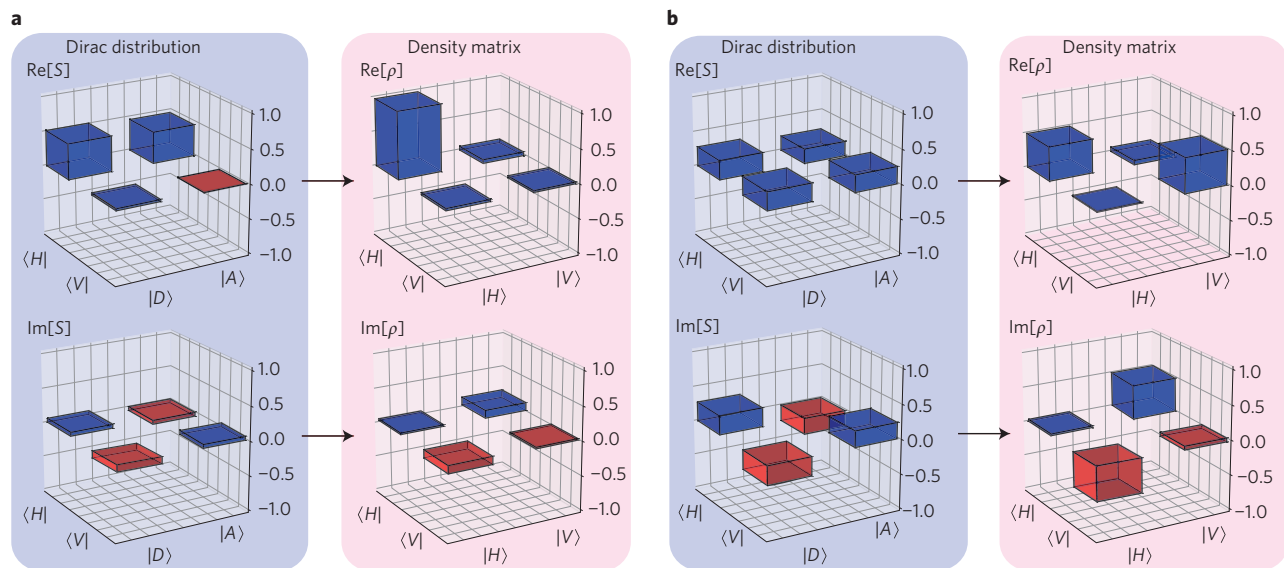 a
Dirac distribution
Re[S]
1.0
0.5
0.0
−0.5
−1.0
⟨H|
⟨V|
|D⟩
|A⟩
Density matrix
Re[ρ]
1.0
0.5
0.0
−0.5
−1.0
⟨H|
⟨V|
|H⟩
|V⟩
Im[S]
1.0
0.5
0.0
−0.5
−1.0
⟨H|
⟨V|
|D⟩
|A⟩
Im[ρ]
1.0
0.5
0.0
−0.5
−1.0
⟨H|
⟨V|
|H⟩
|V⟩
b
Dirac distribution
Re[S]
1.0
0.5
0.0
−0.5
−1.0
⟨H|
⟨V|
|D⟩
|A⟩
Density matrix
Re[ρ]
1.0
0.5
0.0
−0.5
−1.0
⟨H|
⟨V|
|H⟩
|V⟩
Im[S]
1.0
0.5
0.0
−0.5
−1.0
⟨H|
⟨V|
|D⟩
|A⟩
Im[ρ]
1.0
0.5
0.0
−0.5
−1.0
⟨H|
⟨V|
|H⟩
|V⟩